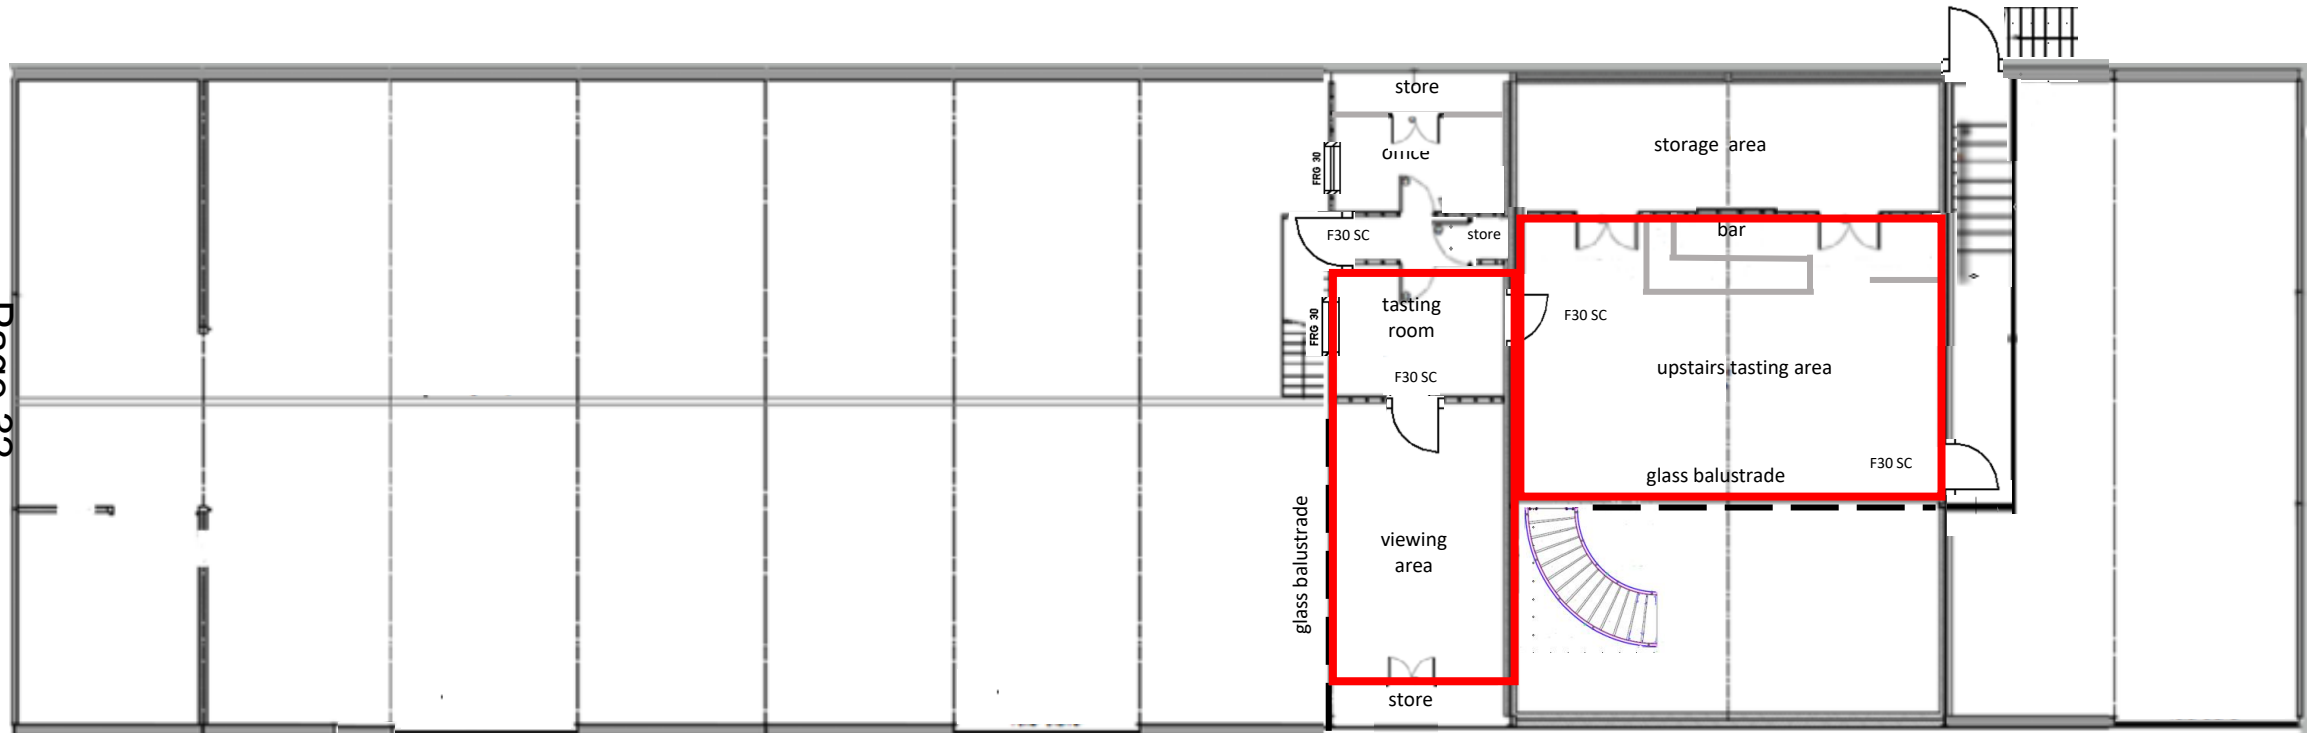 store
storage area
office
FRG 30
F30 SC
store
bar
tasting
room
FRG 30
F30 SC
upstairs tasting area
F30 SC
F30 SC
glass balustrade
glass balustrade
viewing
area
store